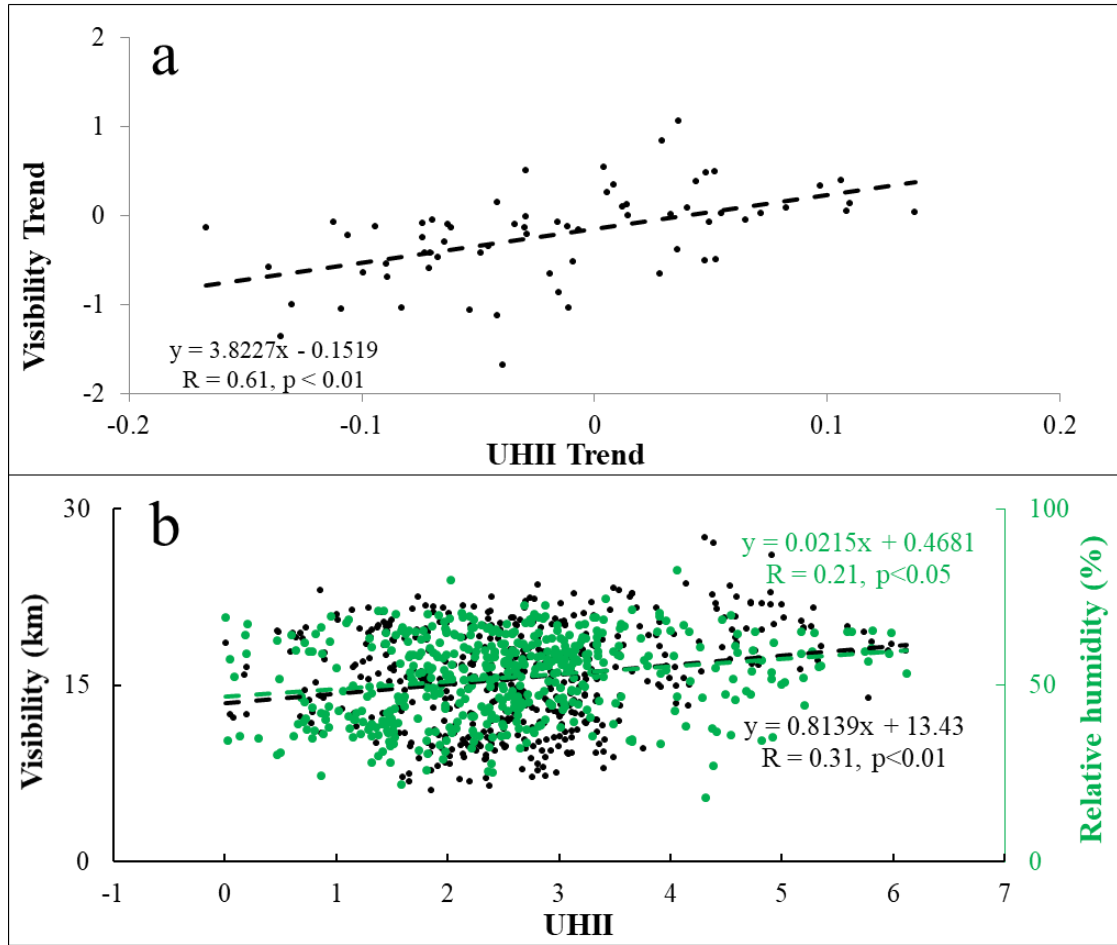 a
2
1
0
-1
-2
Visibility Trend
y = 3.8227x - 0.1519
R = 0.61, p < 0.01
-0.2 -0.1 0 0.1 0.2
UHII Trend
b
30
15
0
Visibility (km)
y = 0.0215x + 0.4681
R = 0.21, p<0.05
y = 0.8139x + 13.43
R = 0.31, p<0.01
100
50
0
Relative humidity (%)
-1 0 1 2 3 4 5 6 7
UHII